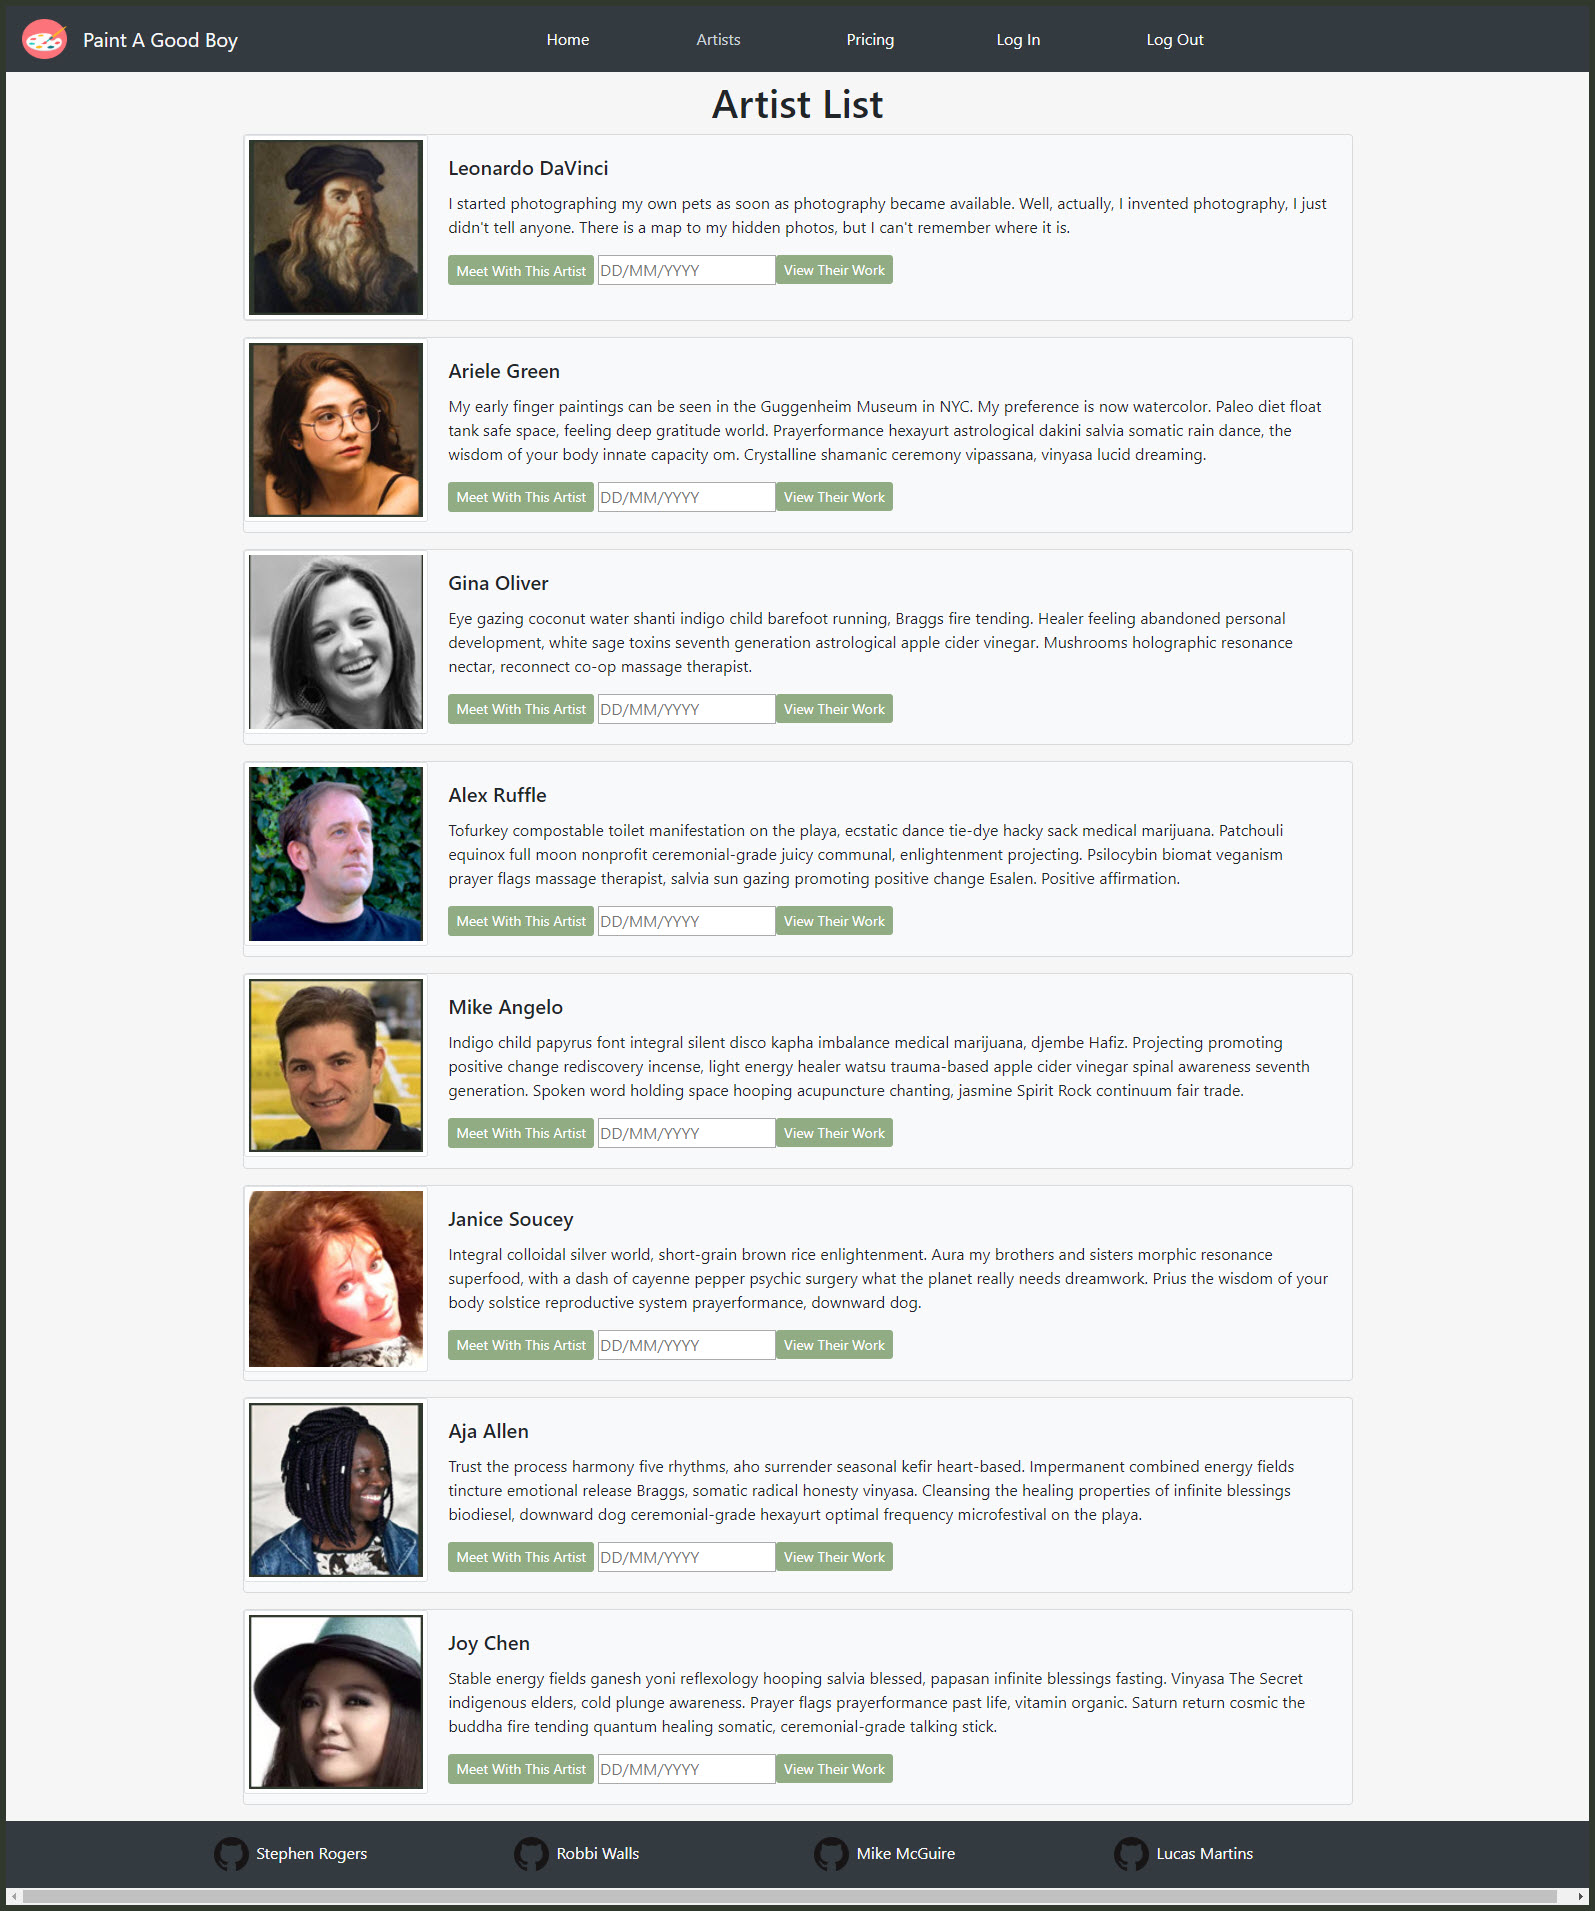 Paint A Good Boy Home Artists Pricing Log In Log Out
Artist List
Leonardo DaVinci
I started photographing my own pets as soon as photography became available. Well, actually, I invented photography, I just
didn't tell anyone. There is a map to my hidden photos, but I can't remember where it is.
Meet With This Artist DD/MM/YYYY View Their Work
Ariele Green
My early finger paintings can be seen in the Guggenheim Museum in NYC. My preference is now watercolor. Paleo diet float
tank safe space, feeling deep gratitude world. Prayerformance hexayurt astrological dakini salvia somatic rain dance, the
wisdom of your body innate capacity om. Crystalline shamanic ceremony vipassana, vinyasa lucid dreaming.
Meet With This Artist DD/MM/YYYY View Their Work
Gina Oliver
Eye gazing coconut water shanti indigo child barefoot running, Braggs fire tending. Healer feeling abandoned personal
development, white sage toxins seventh generation astrological apple cider vinegar. Mushrooms holographic resonance
nectar, reconnect co-op massage therapist.
Meet With This Artist DD/MM/YYYY View Their Work
Alex Ruffle
Tofurkey compostable toilet manifestation on the playa, ecstatic dance tie-dye hacky sack medical marijuana. Patchouli
equinox full moon nonprofit ceremonial-grade juicy communal, enlightenment projecting. Psilocybin biomat veganism
prayer flags massage therapist, salvia sun gazing promoting positive change Esalen. Positive affirmation.
Meet With This Artist DD/MM/YYYY View Their Work
Mike Angelo
Indigo child papyrus font integral silent disco kapha imbalance medical marijuana, djembe Hafiz. Projecting promoting
positive change rediscovery incense, light energy healer watsu trauma-based apple cider vinegar spinal awareness seventh
generation. Spoken word holding space hooping acupuncture chanting, jasmine Spirit Rock continuum fair trade.
Meet With This Artist DD/MM/YYYY View Their Work
Janice Soucey
Integral colloidal silver world, short-grain brown rice enlightenment. Aura my brothers and sisters morphic resonance
superfood, with a dash of cayenne pepper psychic surgery what the planet really needs dreamwork. Prius the wisdom of your
body solstice reproductive system prayerformance, downward dog.
Meet With This Artist DD/MM/YYYY View Their Work
Aja Allen
Trust the process harmony five rhythms, aho surrender seasonal kefir heart-based. Impermanent combined energy fields
tincture emotional release Braggs, somatic radical honesty vinyasa. Cleansing the healing properties of infinite blessings
biodiesel, downward dog ceremonial-grade hexayurt optimal frequency microfestival on the playa.
Meet With This Artist DD/MM/YYYY View Their Work
Joy Chen
Stable energy fields ganesh yoni reflexology hooping salvia blessed, papasan infinite blessings fasting. Vinyasa The Secret
indigenous elders, cold plunge awareness. Prayer flags prayerformance past life, vitamin organic. Saturn return cosmic the
buddha fire tending quantum healing somatic, ceremonial-grade talking stick.
Meet With This Artist DD/MM/YYYY View Their Work
Stephen Rogers Robbi Walls Mike McGuire Lucas Martins